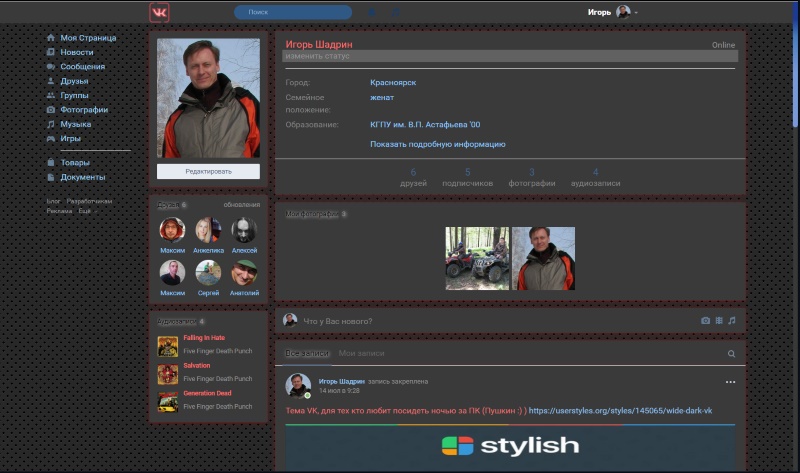 Поиск
Игорь
Моя Страница
Новости
Сообщения
Друзья
Группы
Фотографии
Музыка
Игры
Товары
Документы
Блог Разработчикам
Реклама Ещё
Редактировать
Друзья 6 обновления
Максим Анжелика Алексей
Максим Сергей Анатолий
Аудиозаписи 4
Falling In Hate
Five Finger Death Punch
Salvation
Five Finger Death Punch
Generation Dead
Five Finger Death Punch
Игорь Шадрин Online
изменить статус
Город: Красноярск
Семейное женат
положение:
Образование: КГПУ им. В.П. Астафьева '00
Показать подробную информацию
6 5 3 4
друзей подписчиков фотографии аудиозаписи
Мои фотографии 3
Что у Вас нового?
Все записи Мои записи
Игорь Шадрин запись закреплена
14 июл в 9:28
Тема VK, для тех кто любит посидеть ночью за ПК (Пушкин :) ) https://userstyles.org/styles/145065/wide-dark-vk
stylish